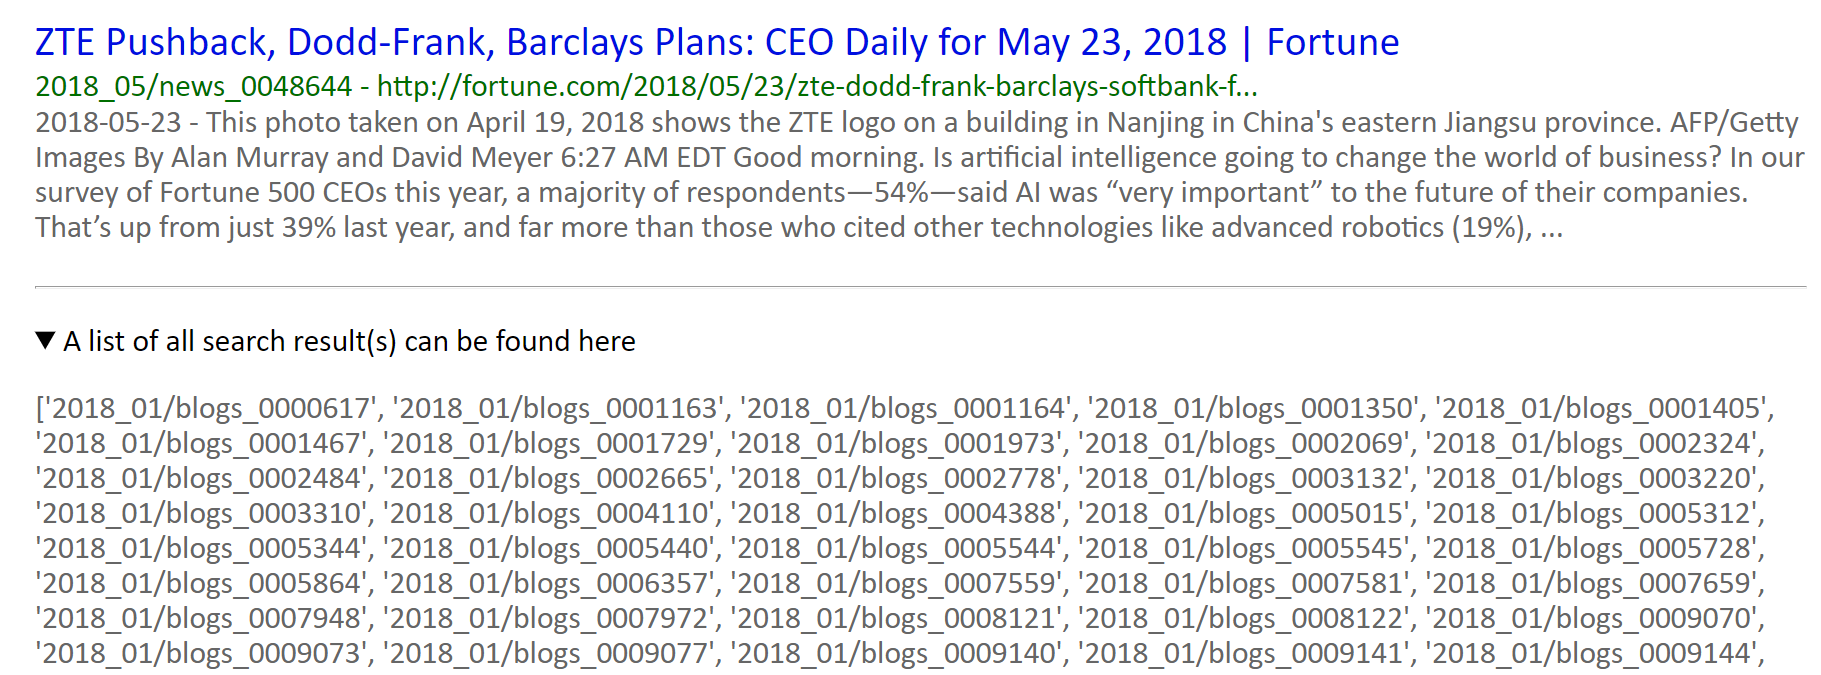 ZTE Pushback, Dodd-Frank, Barclays Plans: CEO Daily for May 23, 2018 | Fortune
2018_05/news_0048644 - http://fortune.com/2018/05/23/zte-dodd-frank-barclays-softbank-f...
2018-05-23 - This photo taken on April 19, 2018 shows the ZTE logo on a building in Nanjing in China's eastern Jiangsu province. AFP/Getty
Images By Alan Murray and David Meyer 6:27 AM EDT Good morning. Is artificial intelligence going to change the world of business? In our
survey of Fortune 500 CEOs this year, a majority of respondents—54%—said AI was “very important” to the future of their companies.
That’s up from just 39% last year, and far more than those who cited other technologies like advanced robotics (19%), ...
▼ A list of all search result(s) can be found here
['2018_01/blogs_0000617', '2018_01/blogs_0001163', '2018_01/blogs_0001164', '2018_01/blogs_0001350', '2018_01/blogs_0001405',
'2018_01/blogs_0001467', '2018_01/blogs_0001729', '2018_01/blogs_0001973', '2018_01/blogs_0002069', '2018_01/blogs_0002324',
'2018_01/blogs_0002484', '2018_01/blogs_0002665', '2018_01/blogs_0002778', '2018_01/blogs_0003132', '2018_01/blogs_0003220',
'2018_01/blogs_0003310', '2018_01/blogs_0004110', '2018_01/blogs_0004388', '2018_01/blogs_0005015', '2018_01/blogs_0005312',
'2018_01/blogs_0005344', '2018_01/blogs_0005440', '2018_01/blogs_0005544', '2018_01/blogs_0005545', '2018_01/blogs_0005728',
'2018_01/blogs_0005864', '2018_01/blogs_0006357', '2018_01/blogs_0007559', '2018_01/blogs_0007581', '2018_01/blogs_0007659',
'2018_01/blogs_0007948', '2018_01/blogs_0007972', '2018_01/blogs_0008121', '2018_01/blogs_0008122', '2018_01/blogs_0009070',
'2018_01/blogs_0009073', '2018_01/blogs_0009077', '2018_01/blogs_0009140', '2018_01/blogs_0009141', '2018_01/blogs_0009144',